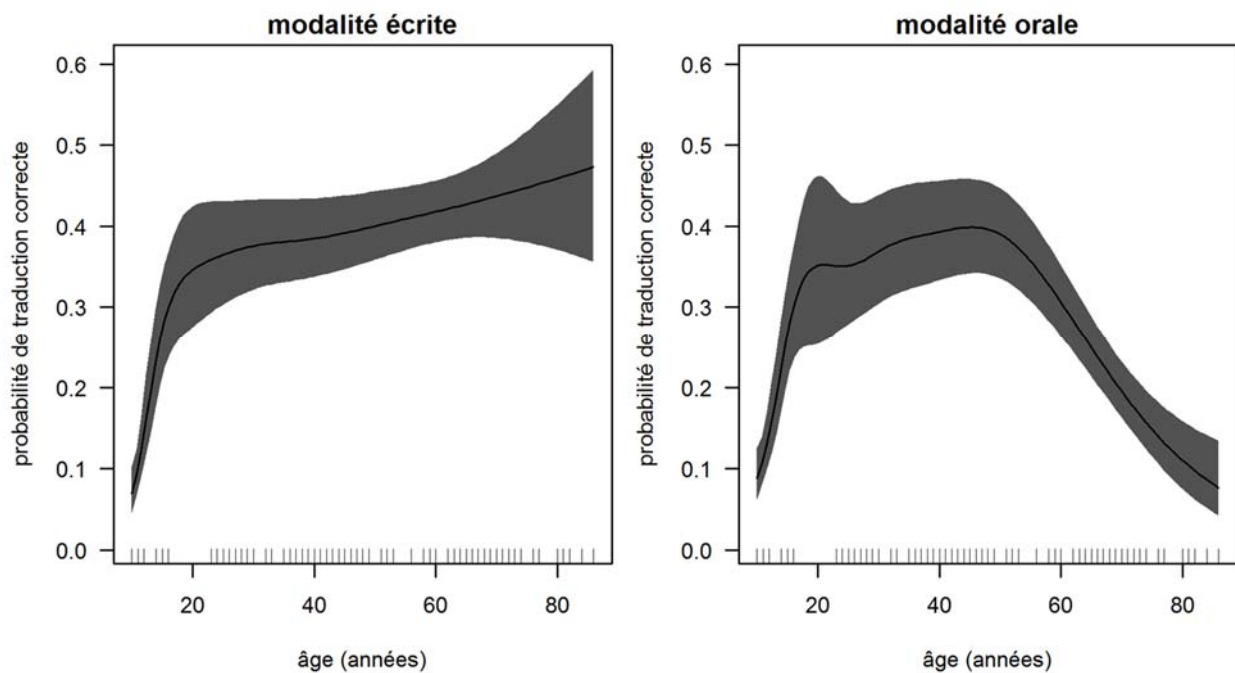 modalité écrite
probabilité de traduction correcte
0.6
0.5
0.4
0.3
0.2
0.1
0.0
20 40 60 80
âge (années)
modalité orale
probabilité de traduction correcte
0.6
0.5
0.4
0.3
0.2
0.1
0.0
20 40 60 80
âge (années)